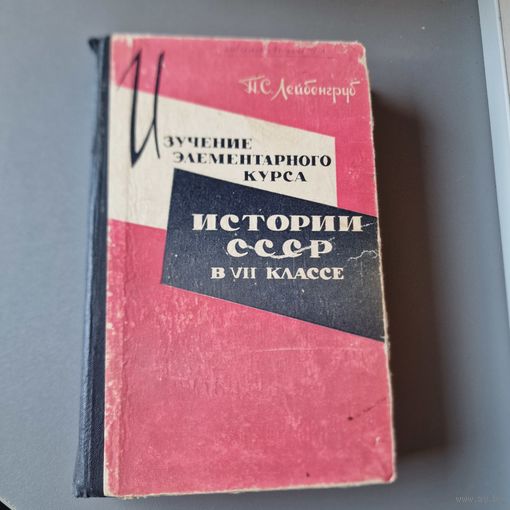 П.С. Лейбенгруб
Изучение
элементарного
курса
истории
СССР
в VII классе